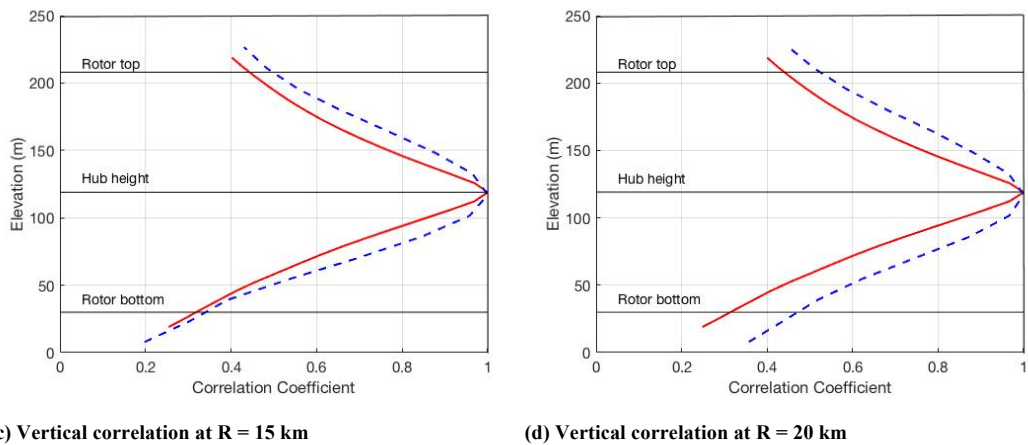 250
200
150
100
50
0
Elevation (m)
Rotor top
Hub height
Rotor bottom
0 0.2 0.4 0.6 0.8 1
Correlation Coefficient
c) Vertical correlation at R = 15 km
250
200
150
100
50
0
Elevation (m)
Rotor top
Hub height
Rotor bottom
0 0.2 0.4 0.6 0.8 1
Correlation Coefficient
(d) Vertical correlation at R = 20 km